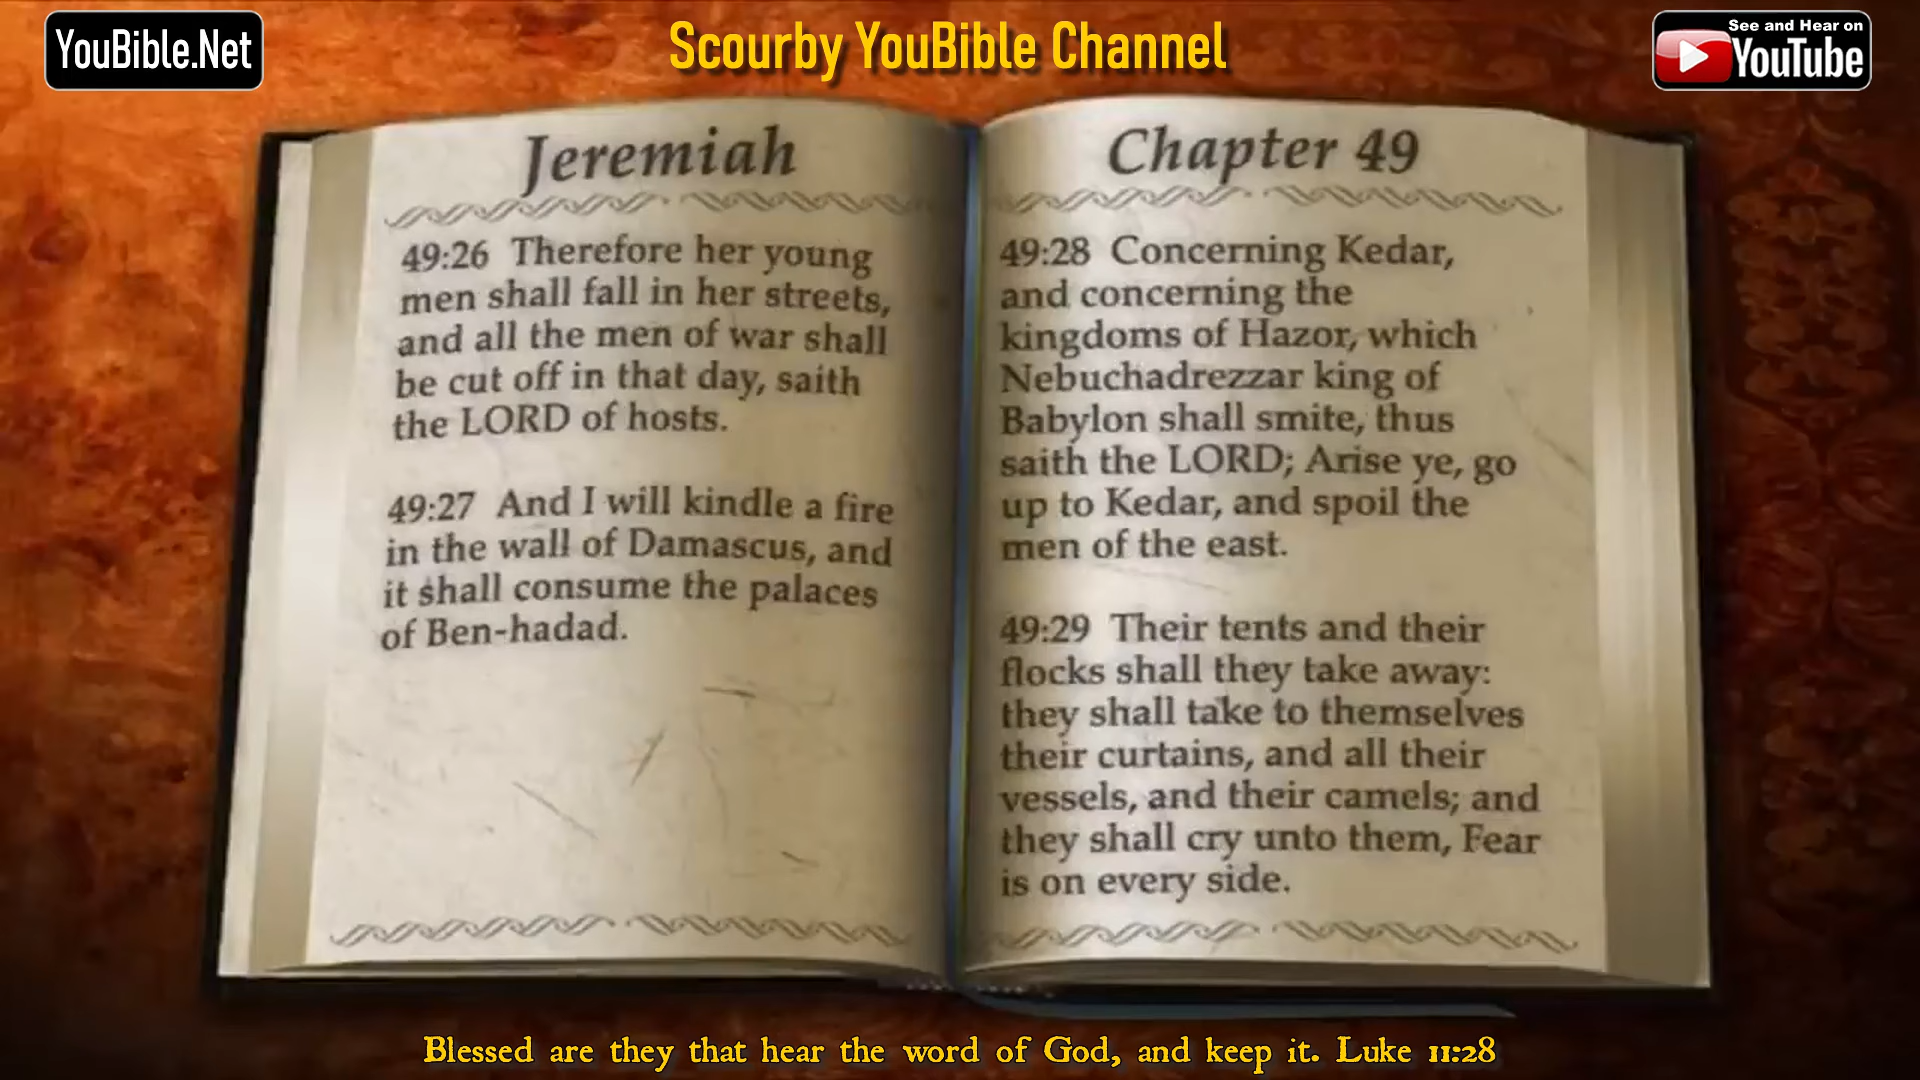 YouBible.Net
Scourby YouBible Channel
See and Hear on
YouTube
Jeremiah
49:26 Therefore her young
men shall fall in her streets,
and all the men of war shall
be cut off in that day, saith
the LORD of hosts.
49:27 And I will kindle a fire
in the wall of Damascus, and
it shall consume the palaces
of Ben-hadad.
Chapter 49
49:28 Concerning Kedar,
and concerning the
kingdoms of Hazor, which
Nebuchadrezzar king of
Babylon shall smite, thus
saith the LORD; Arise ye, go
up to Kedar, and spoil the
men of the east.
49:29 Their tents and their
flocks shall they take away:
they shall take to themselves
their curtains, and all their
vessels, and their camels; and
they shall cry unto them, Fear
is on every side.
Blessed are they that hear the word of God, and keep it. Luke 11:28